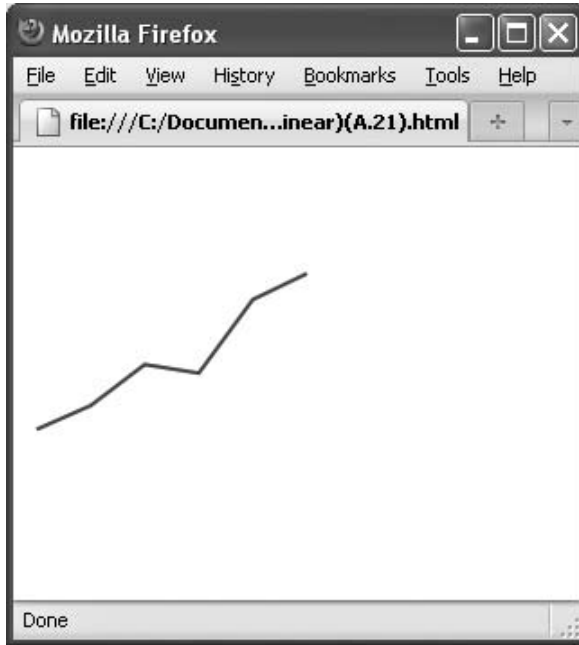 Mozilla Firefox
File Edit View History Bookmarks Tools Help
file:///C:/Documen...inear)(A.21).html
Done